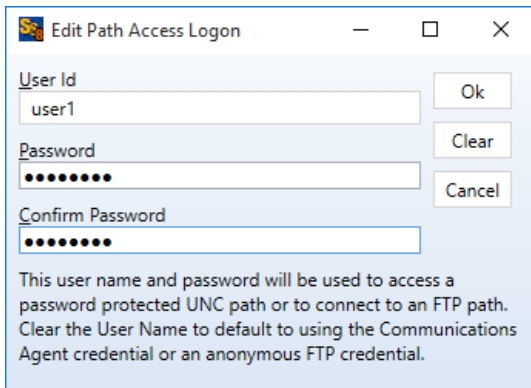 SSB Edit Path Access Logon
User Id
user1
Ok
Password
●●●●●●●●
Clear
Confirm Password
●●●●●●●●
Cancel
This user name and password will be used to access a
password protected UNC path or to connect to an FTP path.
Clear the User Name to default to using the Communications
Agent credential or an anonymous FTP credential.